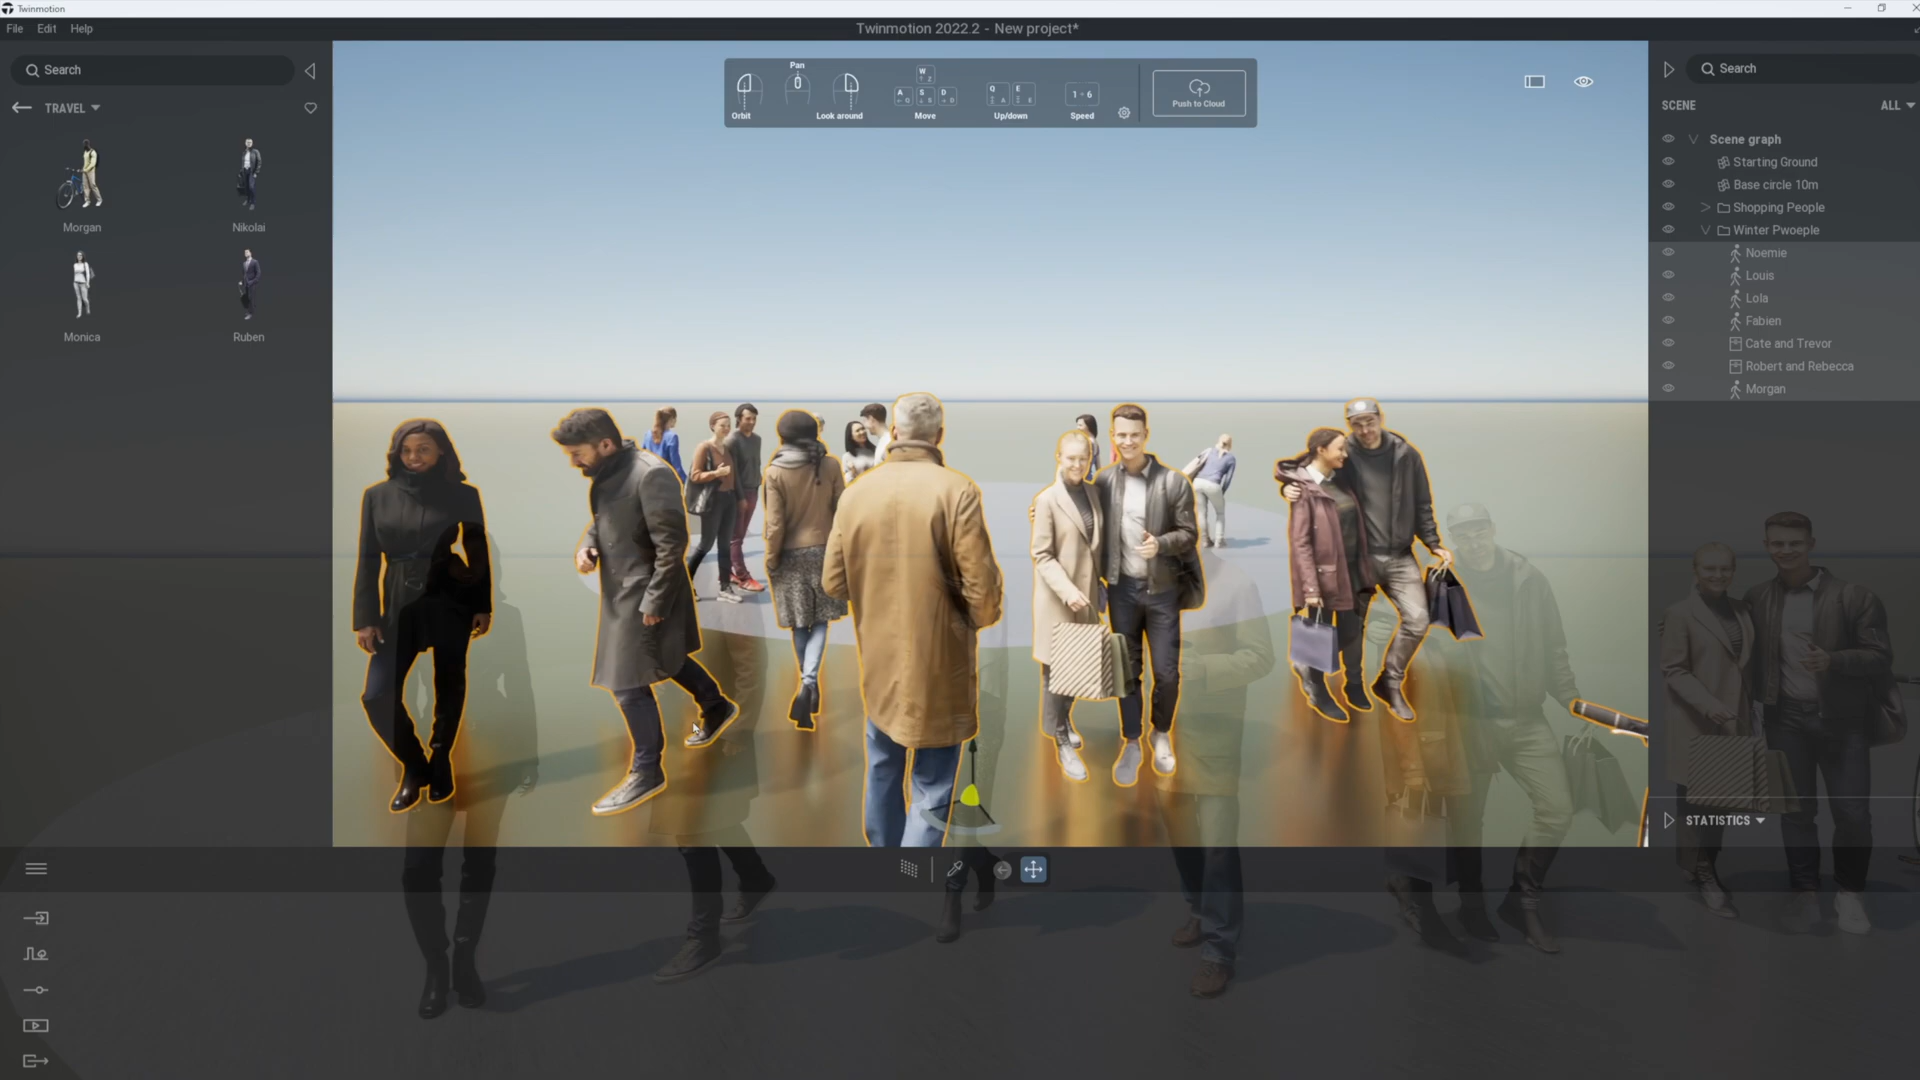 Twinmotion
File Edit Help
Twinmotion 2022.2 - New project*
Search
TRAVEL
Morgan
Nikolai
Monica
Ruben
Pan
Orbit
Look around
W
A S D
Move
Q E
Up/down
1 - 6
Speed
Push to Cloud
Search
SCENE
ALL
Scene graph
Starting Ground
Base circle 10m
Shopping People
Winter Pwoeple
Noemie
Louis
Lola
Fabien
Cate and Trevor
Robert and Rebecca
Morgan
STATISTICS